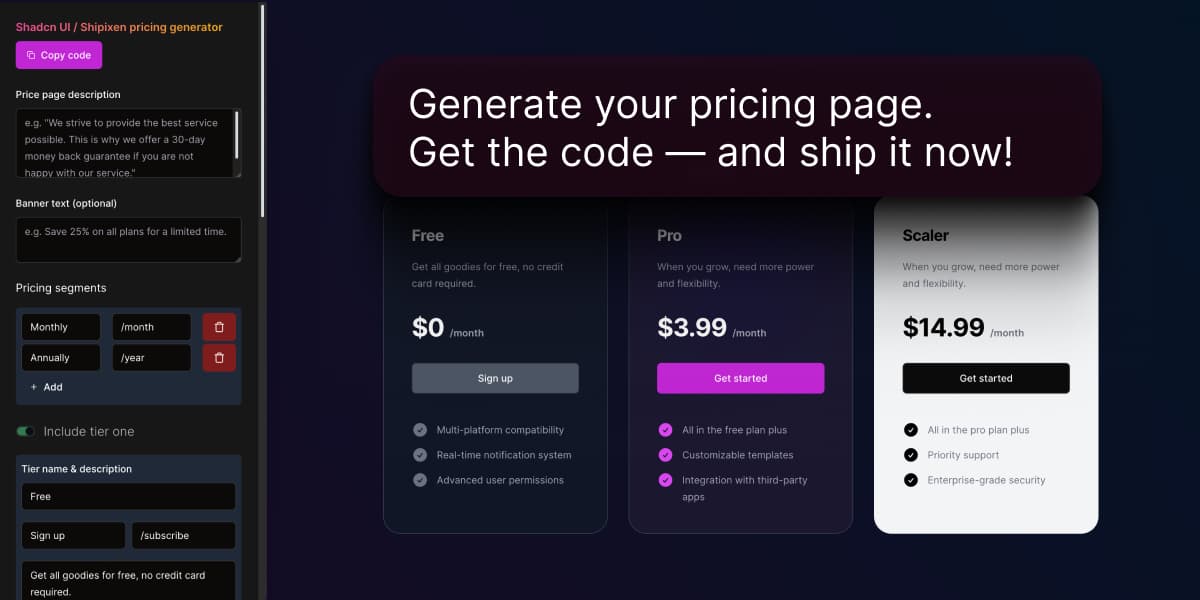 Shadcn UI / Shipixen pricing generator
Copy code
Price page description
e.g. "We strive to provide the best service
possible. This is why we offer a 30-day
money back guarantee if you are not
happy with our service."
Banner text (optional)
e.g. Save 25% on all plans for a limited time.
Pricing segments
Monthly
/month
Annually
/year
+ Add
Include tier one
Tier name & description
Free
Sign up
/subscribe
Get all goodies for free, no credit card
required.
Generate your pricing page.
Get the code — and ship it now!
Free
Get all goodies for free, no credit
card required.
$0 /month
Sign up
Multi-platform compatibility
Real-time notification system
Advanced user permissions
Pro
When you grow, need more power
and flexibility.
$3.99 /month
Get started
All in the free plan plus
Customizable templates
Integration with third-party
apps
Scaler
When you grow, need more power
and flexibility.
$14.99 /month
Get started
All in the pro plan plus
Priority support
Enterprise-grade security